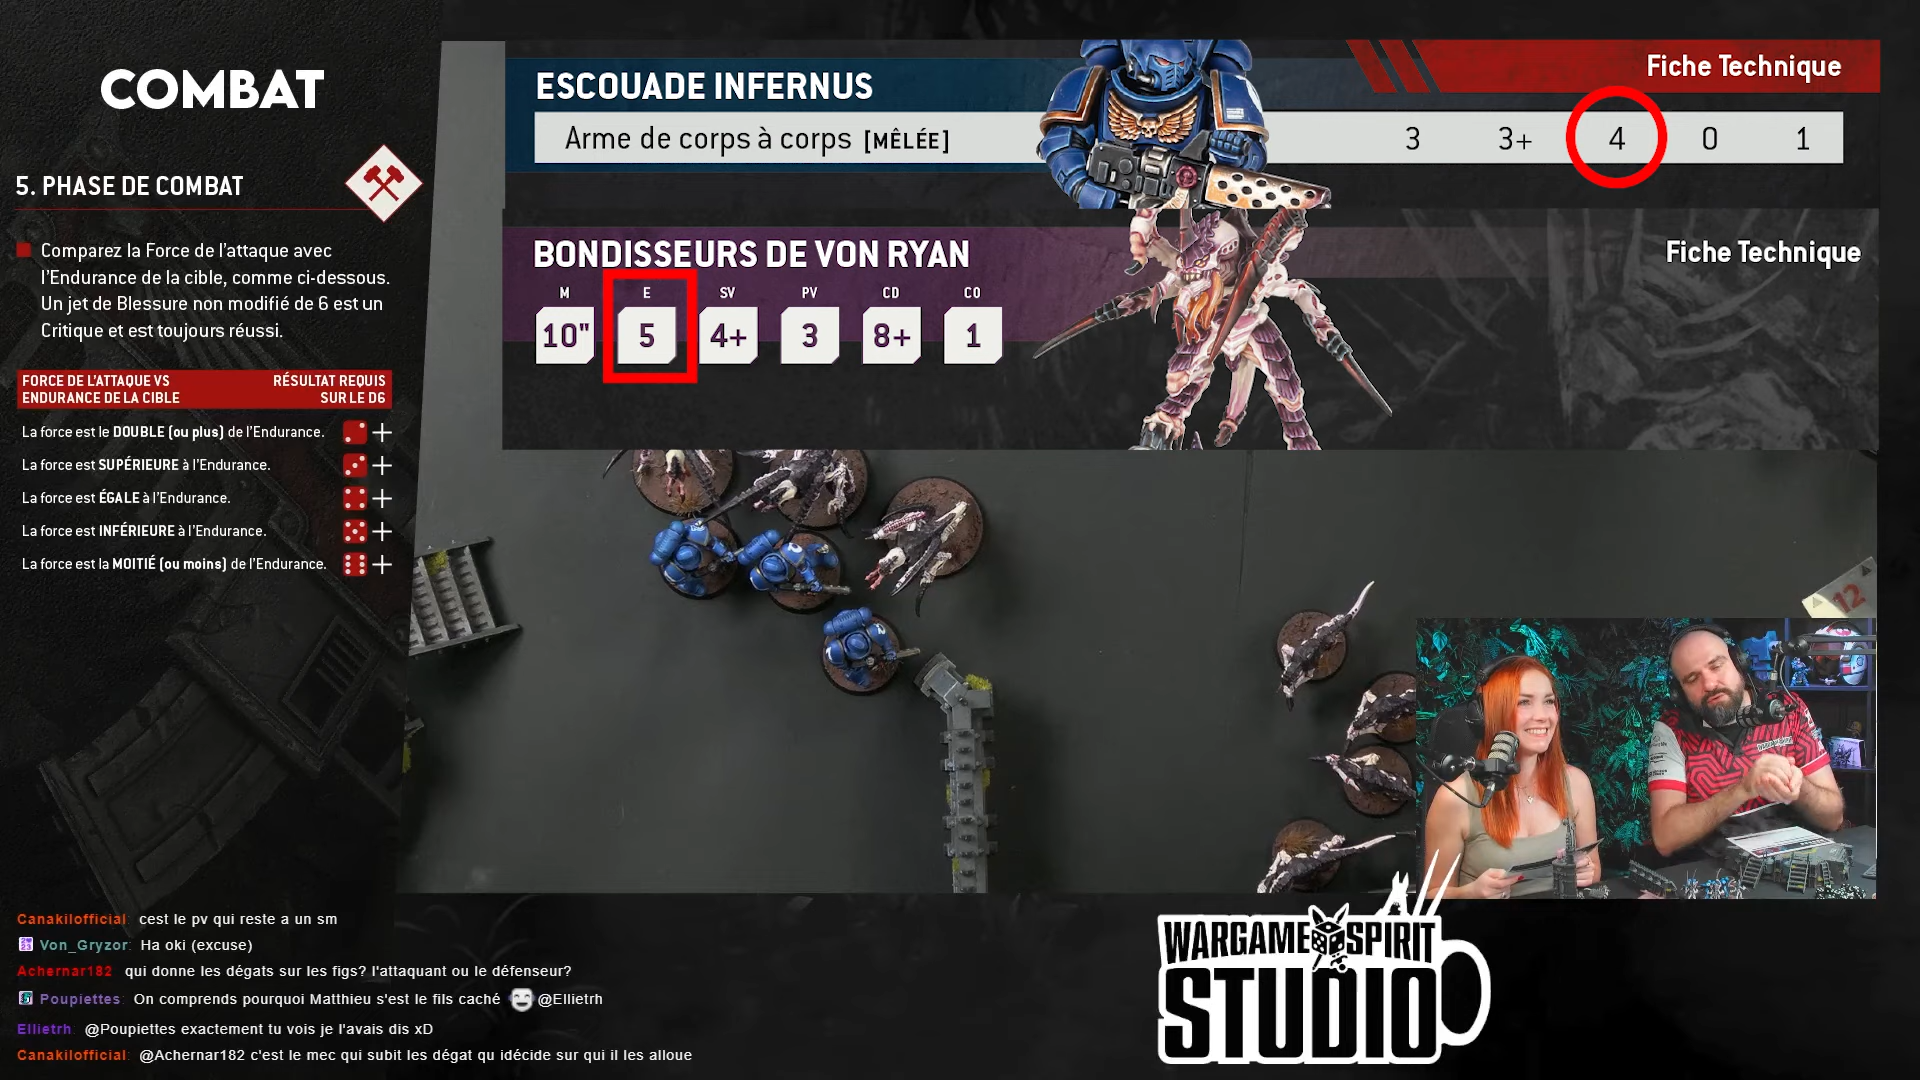 COMBAT
5. PHASE DE COMBAT
Comparez la Force de l'attaque avec
l'Endurance de la cible, comme ci-dessous.
Un jet de Blessure non modifié de 6 est un
Critique et est toujours réussi.
FORCE DE L'ATTAQUE VS
ENDURANCE DE LA CIBLE
RÉSULTAT REQUIS
SUR LE D6
La force est le DOUBLE (ou plus) de l'Endurance. +
La force est SUPÉRIEURE à l'Endurance. +
La force est ÉGALE à l'Endurance. +
La force est INFÉRIEURE à l'Endurance. +
La force est la MOITIÉ (ou moins) de l'Endurance. +
ESCOUADE INFERNUS
Fiche Technique
Arme de corps à corps [MÊLÉE] 3 3+ 4 0 1
BONDISSEURS DE VON RYAN
Fiche Technique
M E SV PV CD CO
10" 5 4+ 3 8+ 1
12
Canakilofficial: cest le pv qui reste a un sm
Von_Gryzor: Ha oki (excuse)
Achernar182 qui donne les dégats sur les figs? l'attaquant ou le défenseur?
Poupiettes: On comprends pourquoi Matthieu s'est le fils caché @Ellietrh
Ellietrh: @Poupiettes exactement tu vois je l'avais dis xD
Canakilofficial: @Achernar182 c'est le mec qui subit les dégat qu idécide sur qui il les alloue
WARGAME SPIRIT
STUDIO